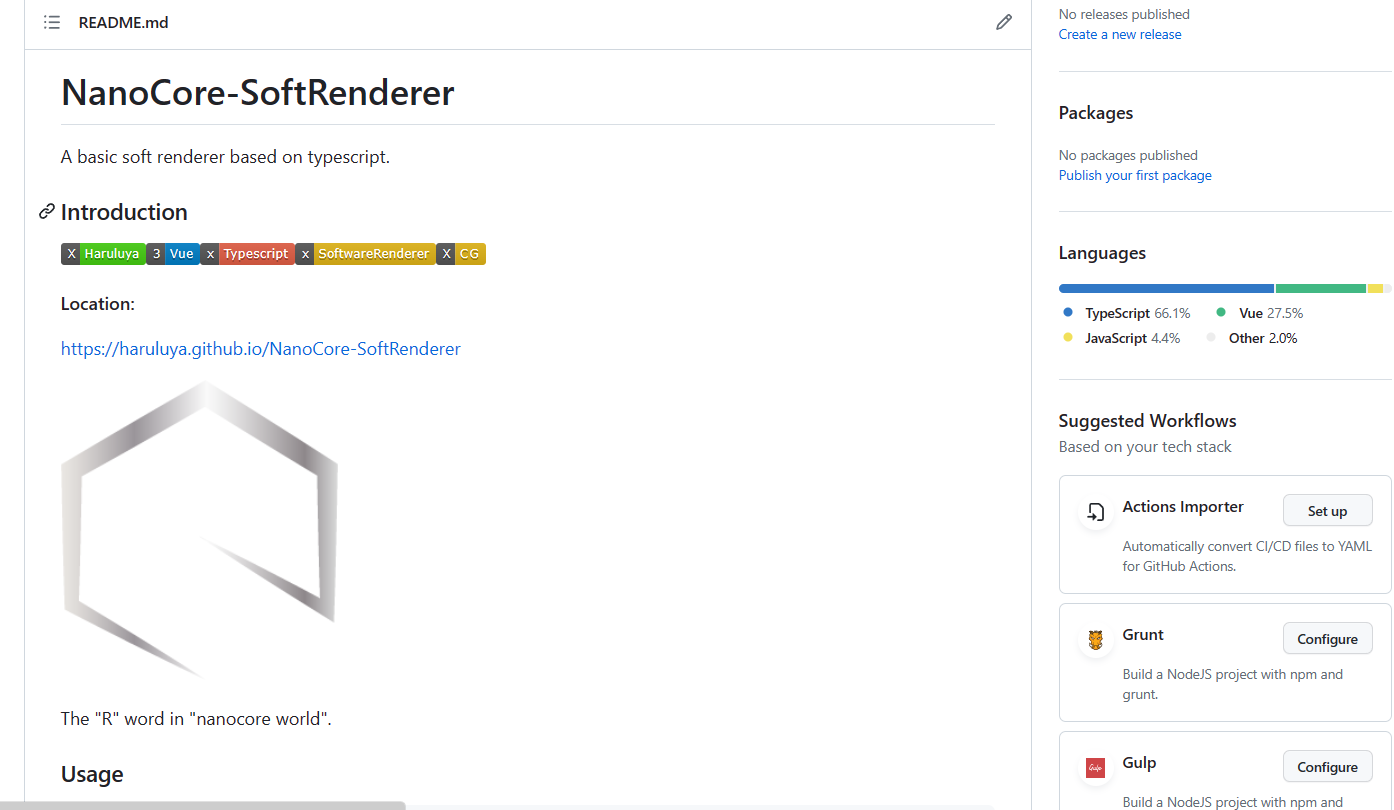 README.md
NanoCore-SoftRenderer
A basic soft renderer based on typescript.
Introduction
X Haruluya 3 Vue x Typescript x SoftwareRenderer X CG
Location:
https://haruluya.github.io/NanoCore-SoftRenderer
The "R" word in "nanocore world".
Usage
No releases published
Create a new release
Packages
No packages published
Publish your first package
Languages
TypeScript 66.1% Vue 27.5%
JavaScript 4.4% Other 2.0%
Suggested Workflows
Based on your tech stack
Actions Importer Set up
Automatically convert CI/CD files to YAML
for GitHub Actions.
Grunt Configure
Build a NodeJS project with npm and
grunt.
Gulp Configure
Gulp
Build a NodeJS project with npm and